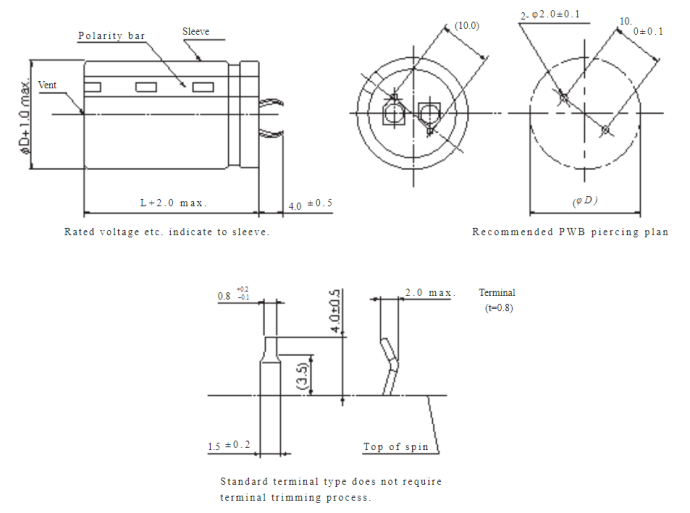 Polarity bar
Sleeve
Vent
φD+1.0 max.
L+2.0 max.
4.0 ±0.5
Rated voltage etc. indicate to sleeve.
(10.0)
2- φ2.0±0.1
10.
0±0.1
(φD)
Recommended PWB piercing plan
0.8 +0.2 -0.1
4.0±0.5
(3.5)
1.5 ±0.2
2.0 max.
Terminal
(t=0.8)
Top of spin
Standard terminal type does not require
terminal trimming process.